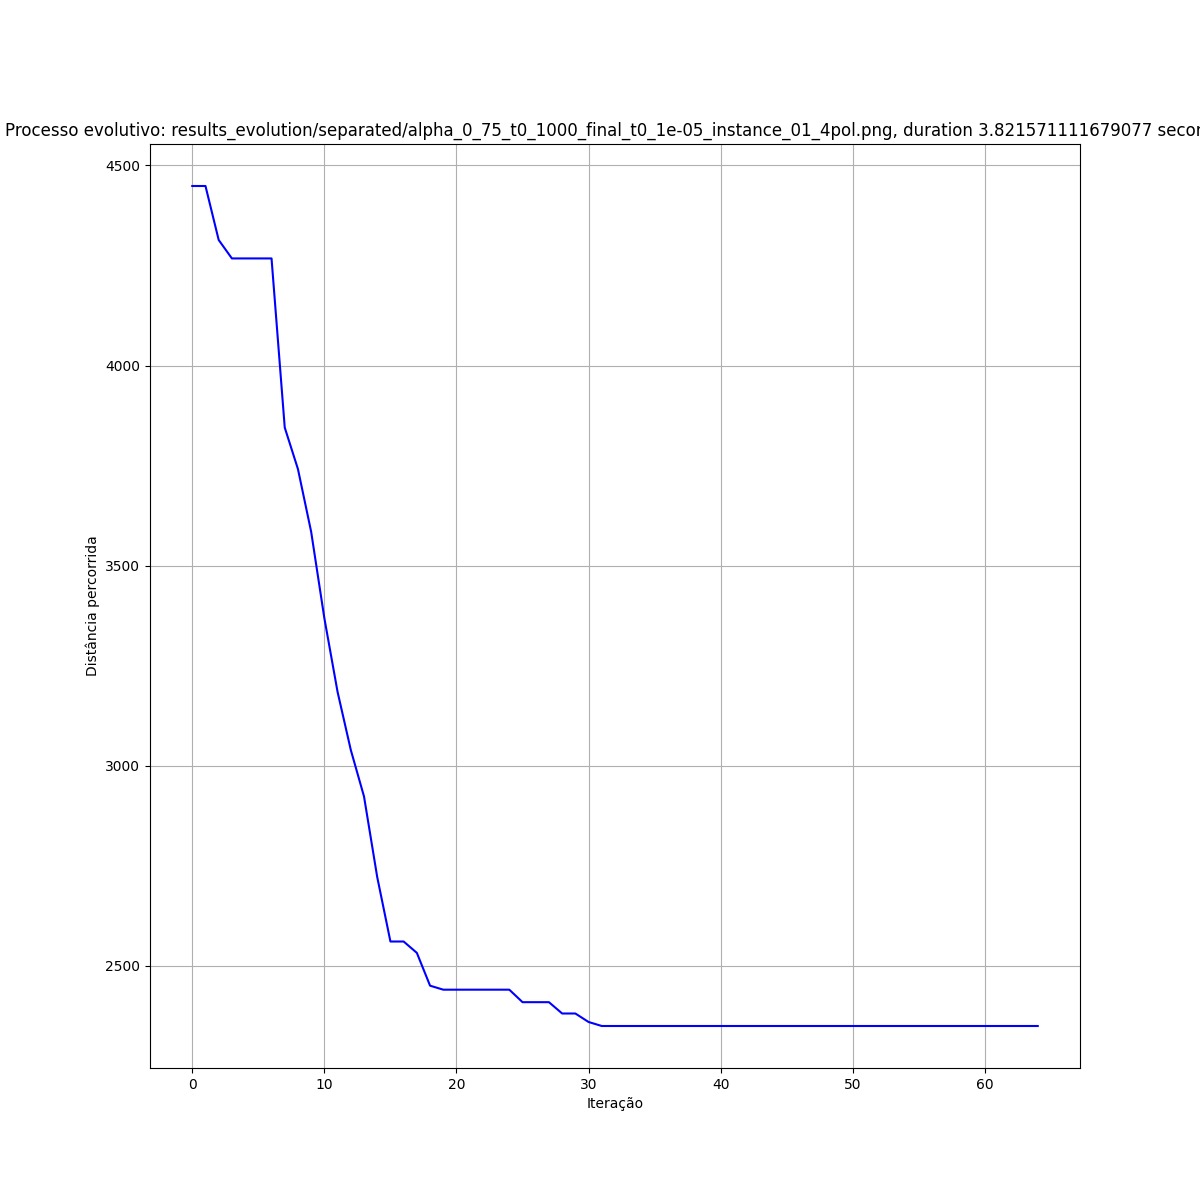 Processo evolutivo: results_evolution/separated/alpha_0_75_t0_1000_final_t0_1e-05_instance_01_4pol.png, duration 3.821571111679077
4500
4000
3500
3000
2500
Distância percorrida
0 10 20 30 40 50 60
Iteração